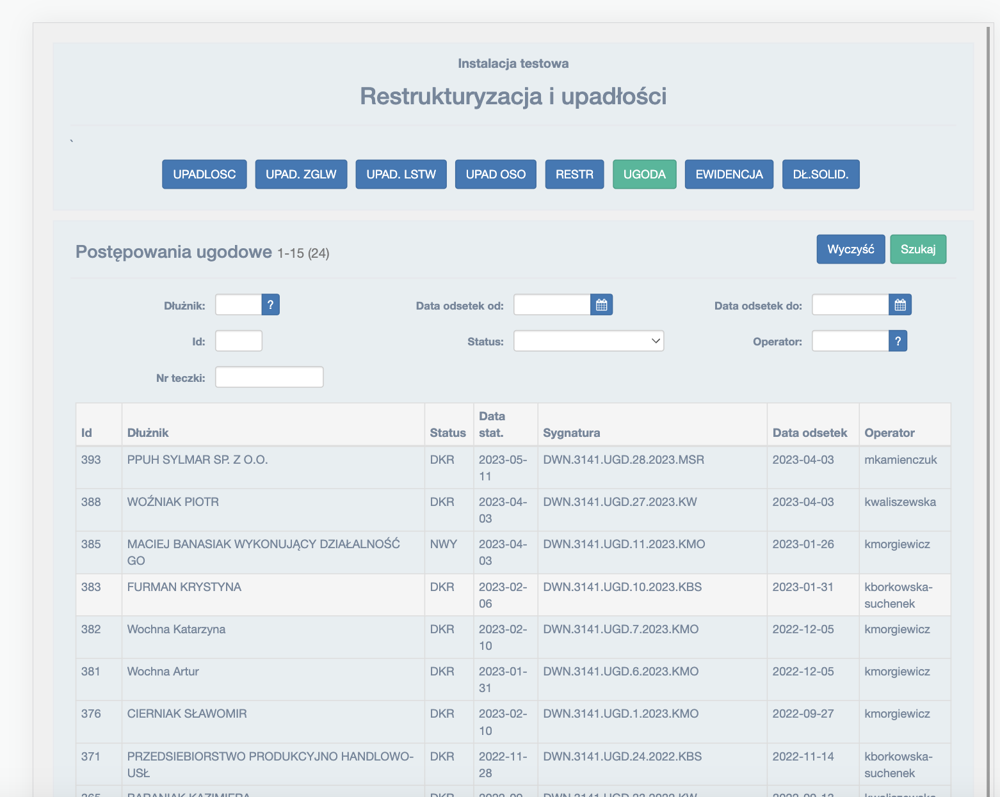 Instalacja testowa
Restrukturyzacja i upadłości
`
UPADLOSC UPAD. ZGLW UPAD. LSTW UPAD OSO RESTR UGODA EWIDENCJA DŁ.SOLID.
Postępowania ugodowe 1-15 (24) Wyczyść Szukaj
Dłużnik: ? Data odsetek od: Data odsetek do:
Id: Status: Operator: ?
Nr teczki:
Data
Id Dłużnik Status stat. Sygnatura Data odsetek Operator
393 PPUH SYLMAR SP. Z O.O. DKR 2023-05- DWN.3141.UGD.28.2023.MSR 2023-04-03 mkamienczuk
11
388 WOŹNIAK PIOTR DKR 2023-04- DWN.3141.UGD.27.2023.KW 2023-04-03 kwaliszewska
03
385 MACIEJ BANASIAK WYKONUJĄCY DZIAŁALNOŚĆ NWY 2023-04- DWN.3141.UGD.11.2023.KMO 2023-01-26 kmorgiewicz
GO 03
383 FURMAN KRYSTYNA DKR 2023-02- DWN.3141.UGD.10.2023.KBS 2023-01-31 kborkowska-
06 suchenek
382 Wochna Katarzyna DKR 2023-02- DWN.3141.UGD.7.2023.KMO 2022-12-05 kmorgiewicz
10
381 Wochna Artur DKR 2023-01- DWN.3141.UGD.6.2023.KMO 2022-12-05 kmorgiewicz
31
376 CIERNIAK SŁAWOMIR DKR 2023-02- DWN.3141.UGD.1.2023.KMO 2022-09-27 kmorgiewicz
10
371 PRZEDSIEBIORSTWO PRODUKCYJNO HANDLOWO- DKR 2022-11- DWN.3141.UGD.24.2022.KBS 2022-11-14 kborkowska-
USŁ 28 suchenek